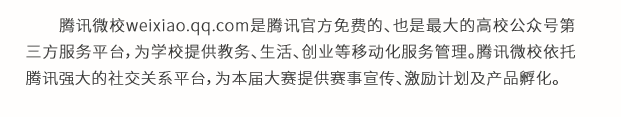 腾讯微校weixiao.qq.com是腾讯官方免费的、也是最大的高校公众号第
三方服务平台，为学校提供教务、生活、创业等移动化服务管理。腾讯微校依托
腾讯强大的社交关系平台，为本届大赛提供赛事宣传、激励计划及产品孵化。